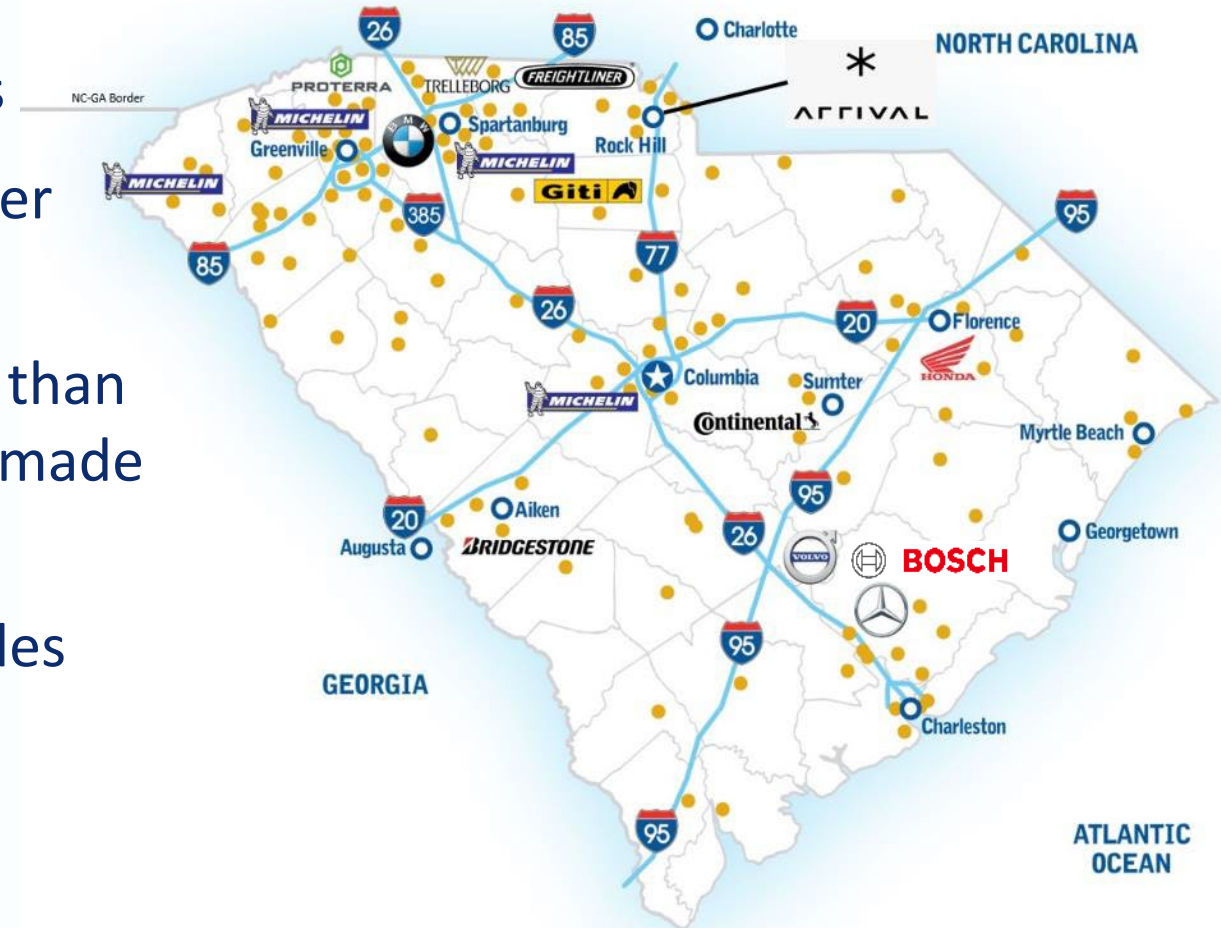 s
er
than
made
les
26
85
Charlotte
NORTH CAROLINA
PROTERRA
TRELLEBORG
FREIGHTLINER
ARRIVAL
NC-GA Border
MICHELIN
BMW
Spartanburg
Rock Hill
Greenville
MICHELIN
MICHELIN
Giti
385
95
85
77
26
20
Florence
HONDA
Columbia
Sumter
MICHELIN
Continental
Myrtle Beach
20
Aiken
95
Augusta
BRIDGESTONE
26
Georgetown
VOLVO
BOSCH
95
GEORGIA
Charleston
95
ATLANTIC
OCEAN